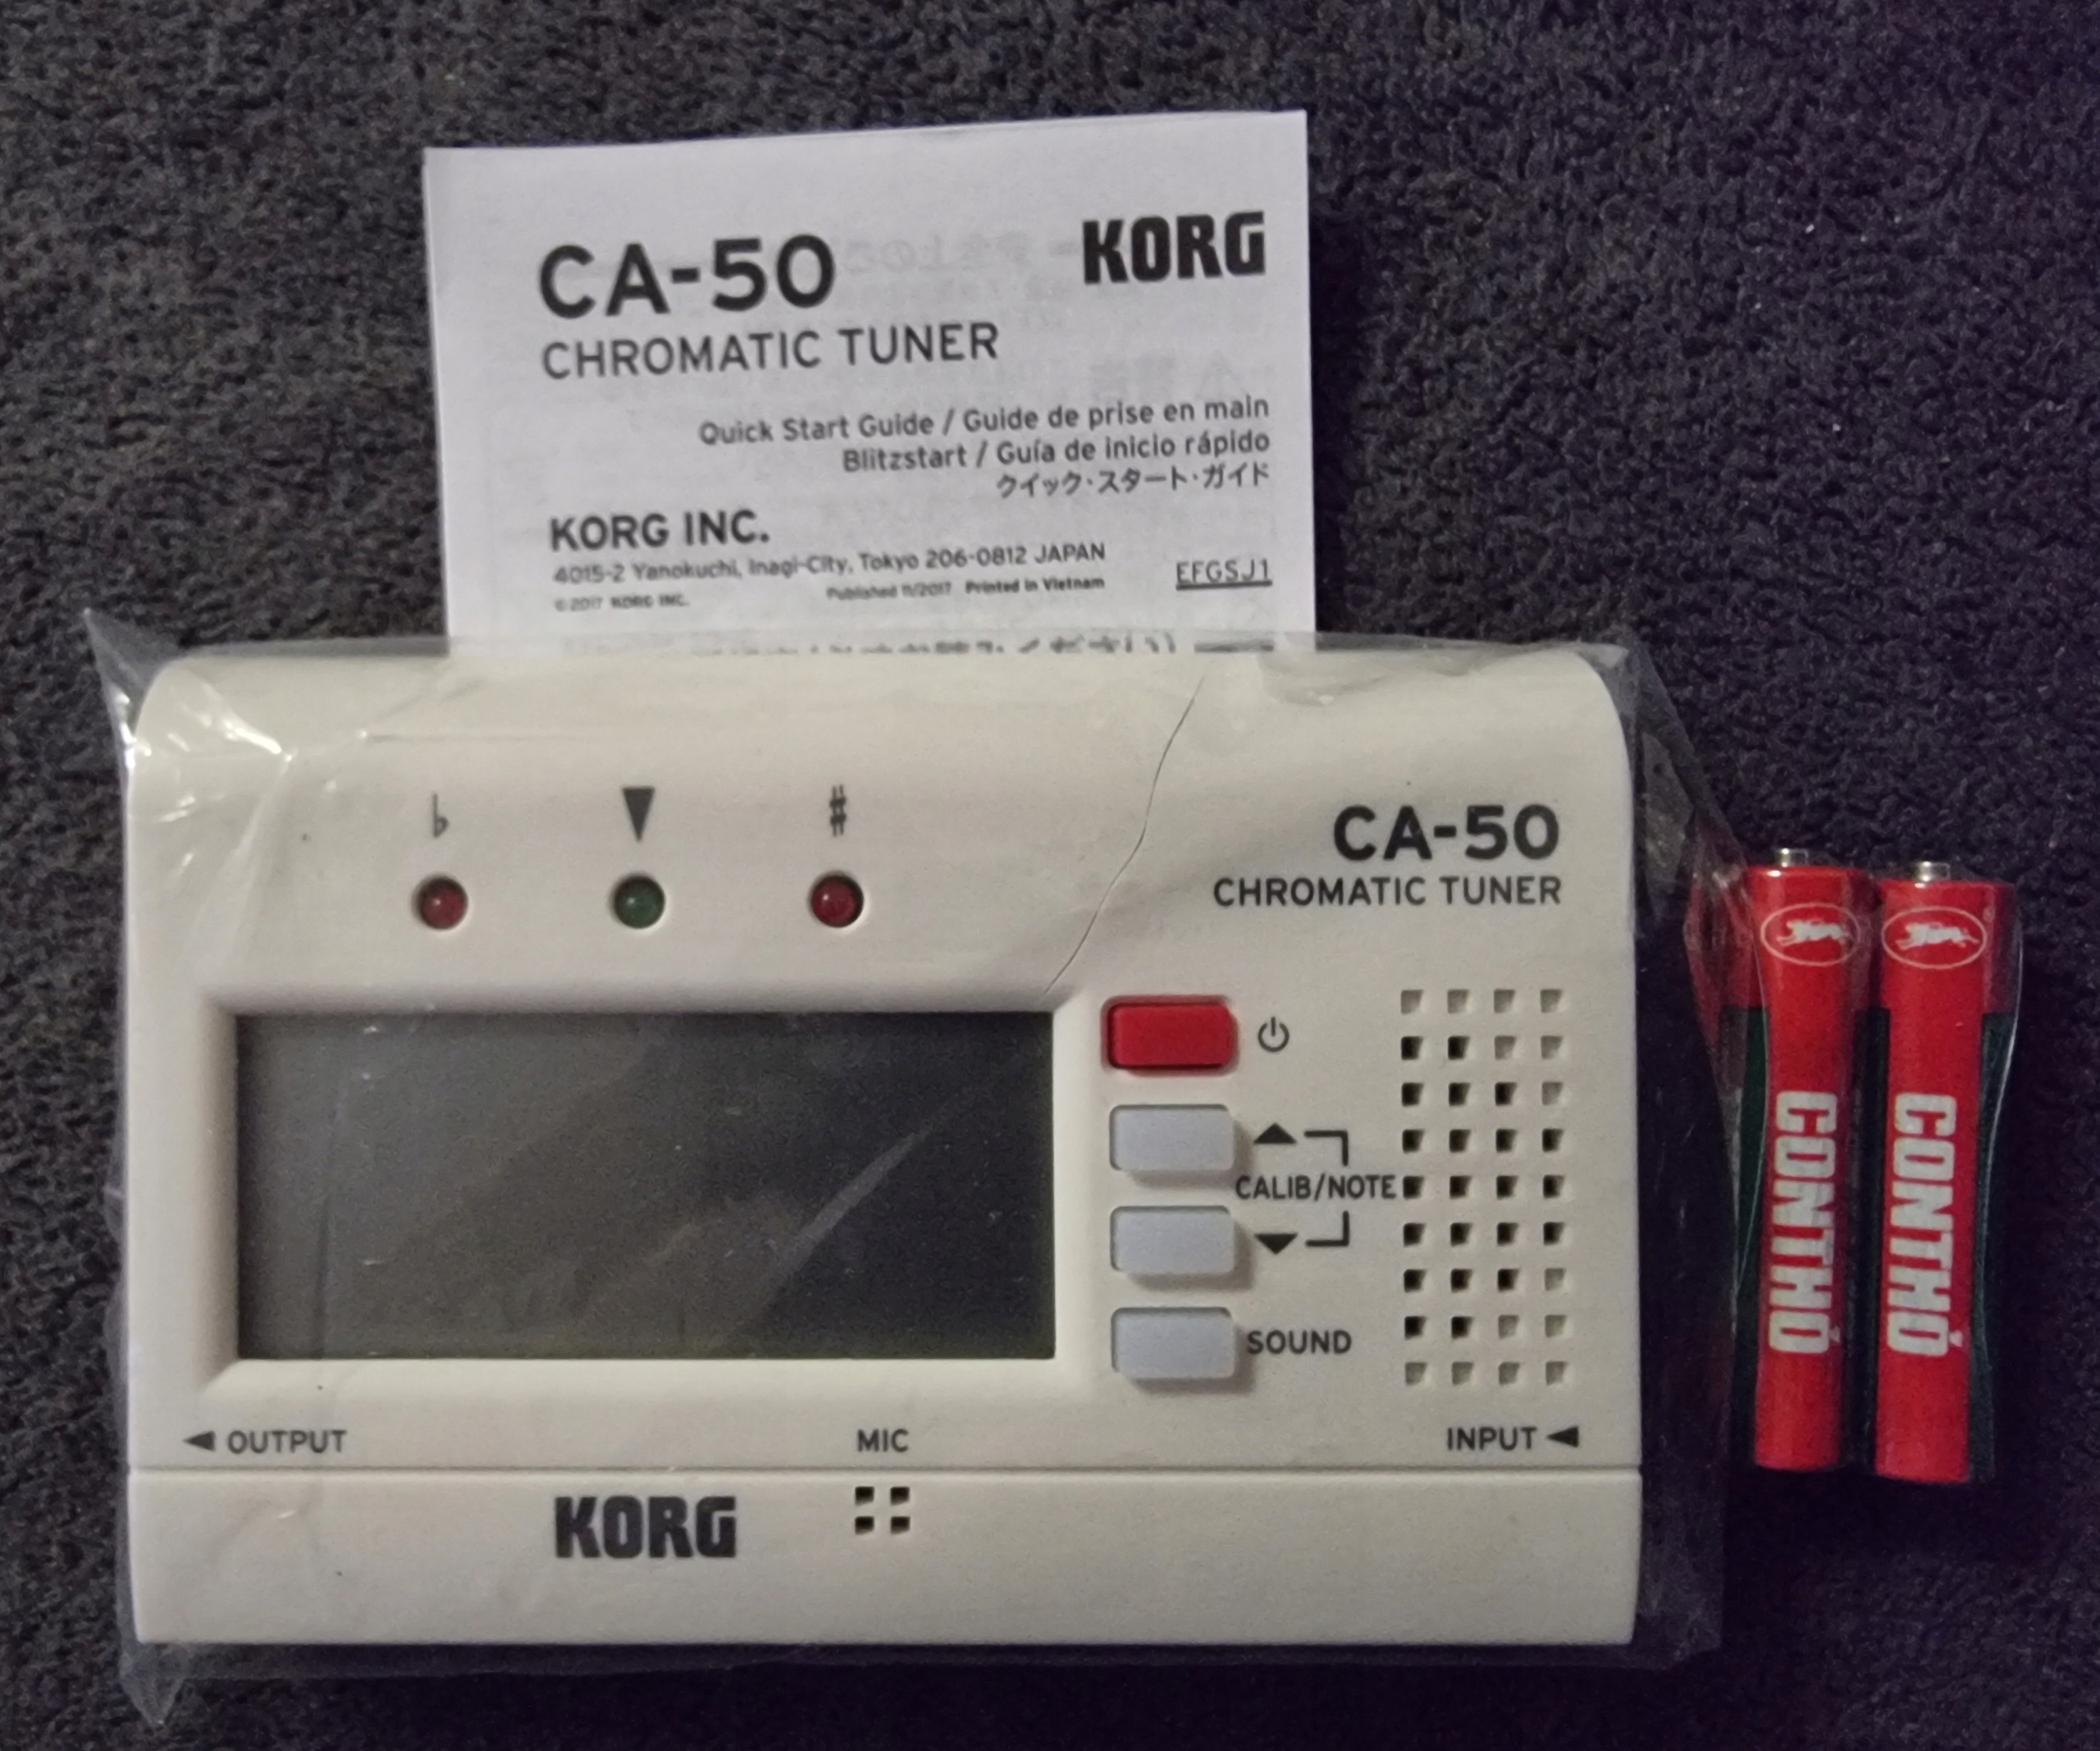 CA-50
KORG
CHROMATIC TUNER
Quick Start Guide / Guide de prise en main
Blitzstart / Guía de inicio rápido
クイック・スタート・ガイド
KORG INC.
4015-2 Yanokuchi, Inagi-City, Tokyo 206-0812 JAPAN
© 2017 KORG INC.
Published 11/2017 Printed in Vietnam
EFGSJ1
♭ ▼ ♯
CA-50
CHROMATIC TUNER
CALIB/NOTE
SOUND
◄ OUTPUT
MIC
INPUT ◄
KORG
CONTHỎ
CONTHỎ